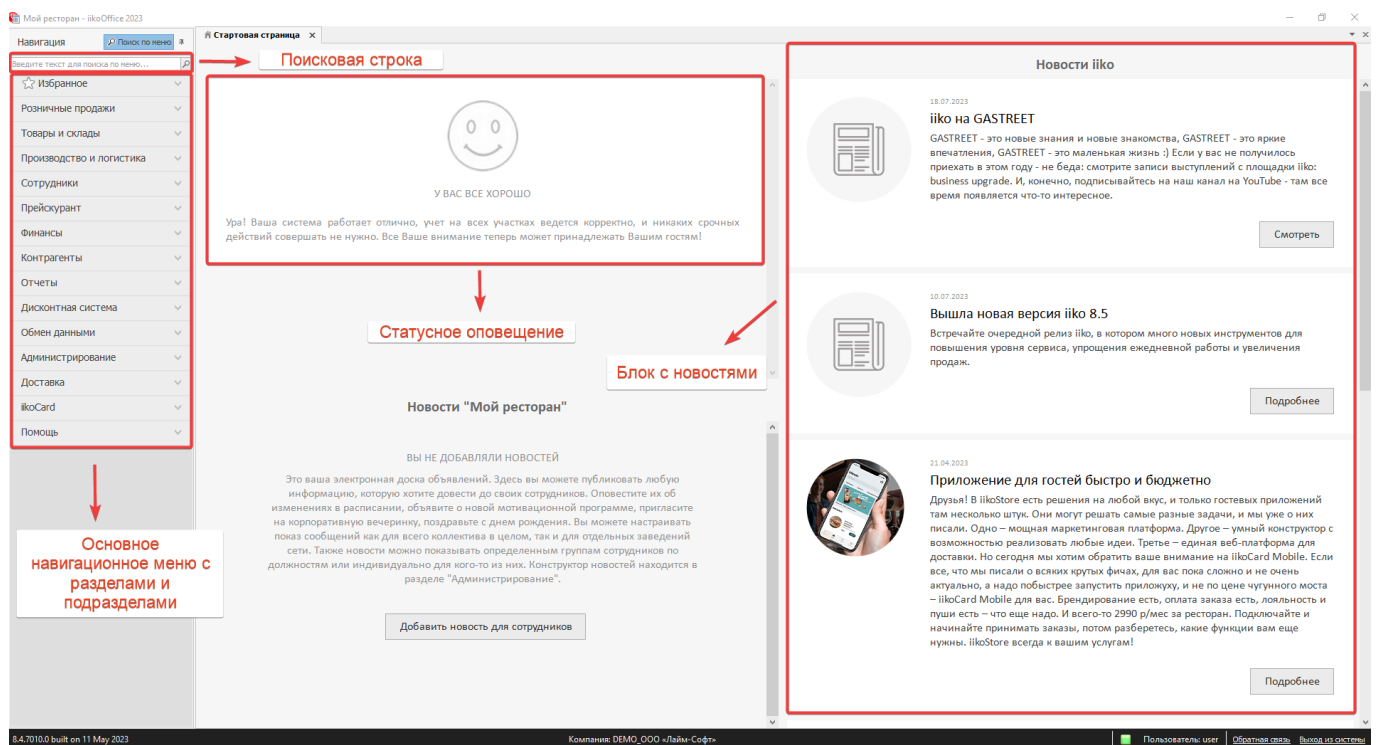 Мой ресторан - iikoOffice 2023
Навигация
Поиск по меню
Стартовая страница
Введите текст для поиска по меню...
Поисковая строка
Избранное
Розничные продажи
Товары и склады
Производство и логистика
Сотрудники
Прейскурант
Финансы
Контрагенты
Отчеты
Дисконтная система
Обмен данными
Администрирование
Доставка
iikoCard
Помощь
Основное
навигационное меню с
разделами и
подразделами
У ВАС ВСЕ ХОРОШО
Ура! Ваша система работает отлично, учет на всех участках ведется корректно, и никаких срочных
действий совершать не нужно. Все Ваше внимание теперь может принадлежать Вашим гостям!
Статусное оповещение
Блок с новостями
Новости "Мой ресторан"
ВЫ НЕ ДОБАВЛЯЛИ НОВОСТЕЙ
Это ваша электронная доска объявлений. Здесь вы можете публиковать любую
информацию, которую хотите довести до своих сотрудников. Оповестите их об
изменениях в расписании, объявите о новой мотивационной программе, пригласите
на корпоративную вечеринку, поздравьте с днем рождения. Вы можете настраивать
показ сообщений как для всего коллектива в целом, так и для отдельных заведений
сети. Также новости можно показывать определенным группам сотрудников по
должностям или индивидуально для кого-то из них. Конструктор новостей находится в
разделе "Администрирование".
Добавить новость для сотрудников
Новости iiko
18.07.2023
iiko на GASTREET
GASTREET - это новые знания и новые знакомства, GASTREET - это яркие
впечатления, GASTREET - это маленькая жизнь :) Если у вас не получилось
приехать в этом году - не беда: смотрите записи выступлений с площадки iiko:
business upgrade. И, конечно, подписывайтесь на наш канал на YouTube - там все
время появляется что-то интересное.
Смотреть
10.07.2023
Вышла новая версия iiko 8.5
Встречайте очередной релиз iiko, в котором много новых инструментов для
повышения уровня сервиса, упрощения ежедневной работы и увеличения
продаж.
Подробнее
21.04.2023
Приложение для гостей быстро и бюджетно
Друзья! В iikoStore есть решения на любой вкус, и только гостевых приложений
там несколько штук. Они могут решать самые разные задачи, и мы уже о них
писали. Одно – мощная маркетинговая платформа. Другое – умный конструктор с
возможностью реализовать любые идеи. Третье – единая веб-платформа для
доставки. Но сегодня мы хотим обратить ваше внимание на iikoCard Mobile. Если
все, что мы писали о всяких крутых фичах, для вас пока сложно и не очень
актуально, а надо побыстрее запустить приложуху, и не по цене чугунного моста
– iikoCard Mobile для вас. Брендирование есть, оплата заказа есть, лояльность и
пуши есть – что еще надо. И всего-то 2990 р/мес за ресторан. Подключайте и
начинайте принимать заказы, потом разберетесь, какие функции вам еще
нужны. iikoStore всегда к вашим услугам!
Подробнее
8.4.7010.0 built on 11 May 2023
Компания: DEMO_ООО «Лайм-Софт»
Пользователь: user
Обратная связь
Выход из системы